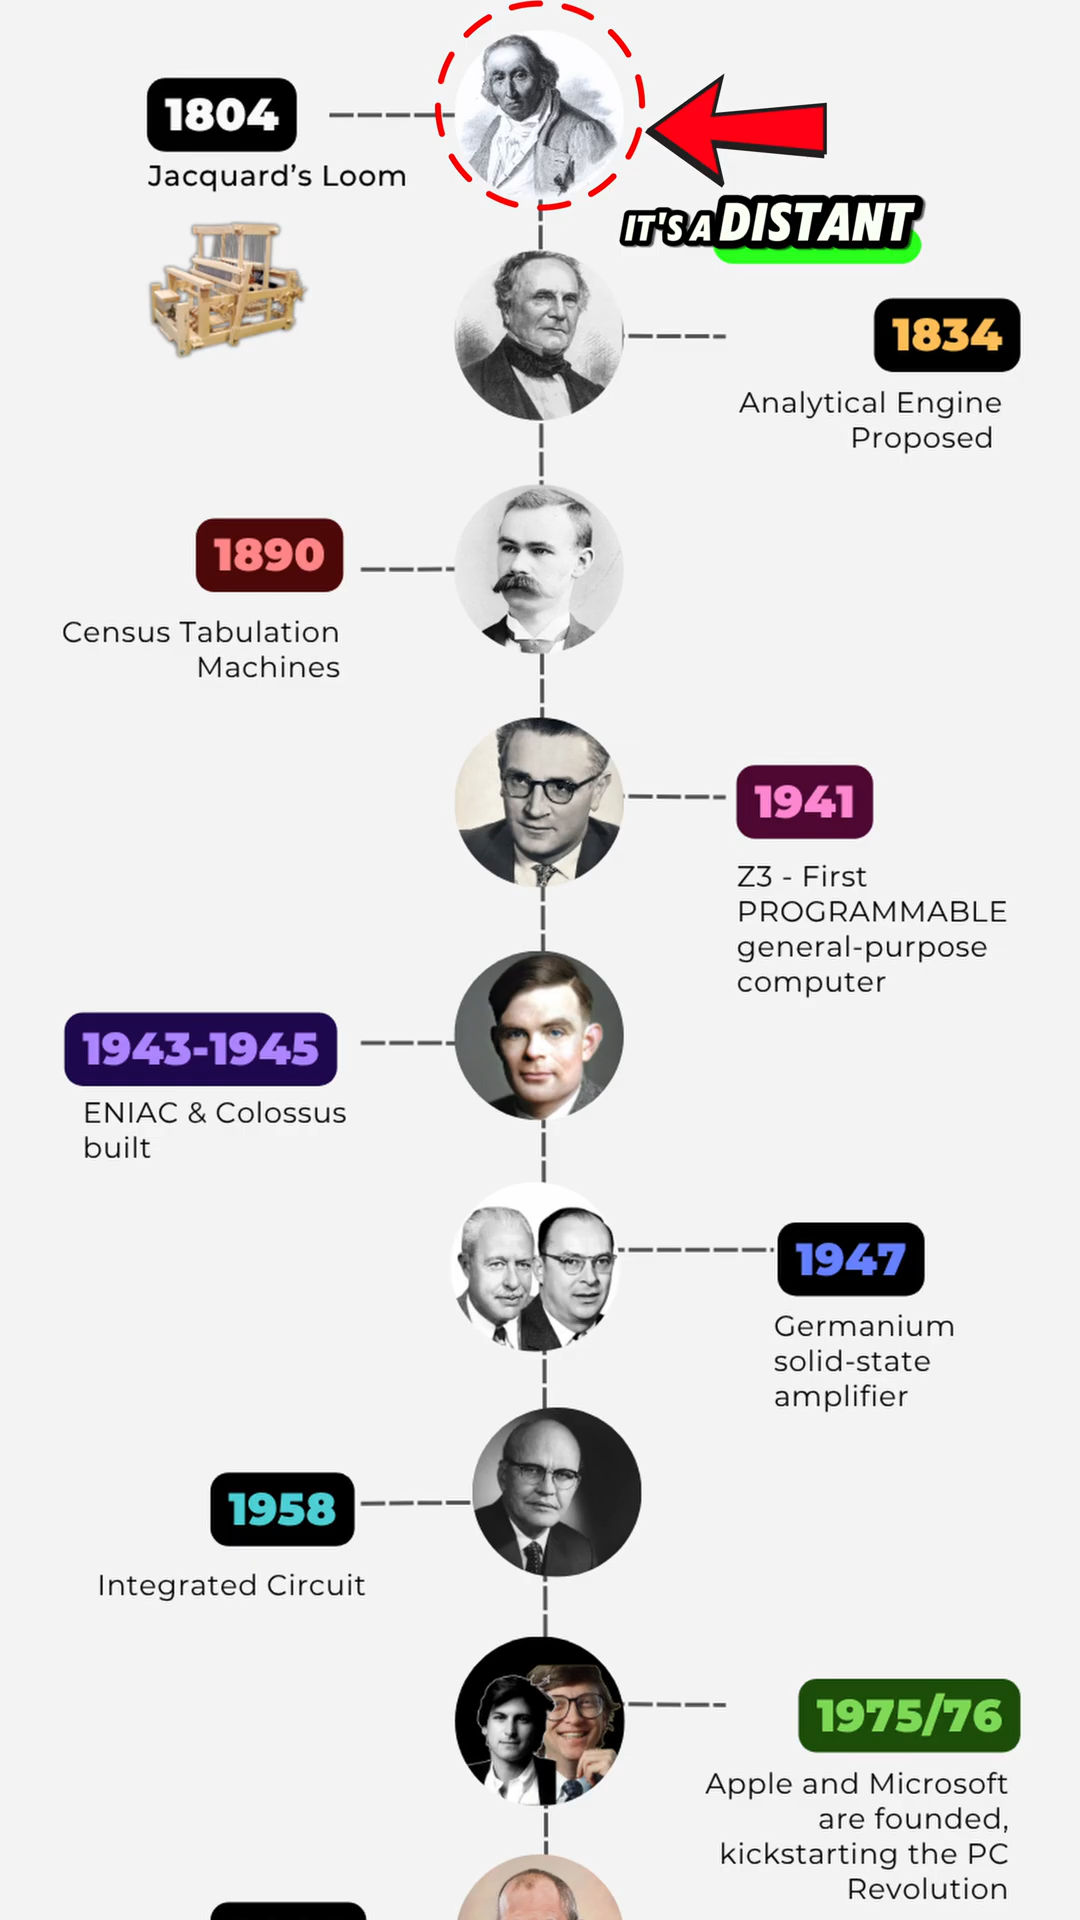 1804
Jacquard’s Loom
IT'S A DISTANT
1834
Analytical Engine
Proposed
1890
Census Tabulation
Machines
1941
Z3 - First
PROGRAMMABLE
general-purpose
computer
1943-1945
ENIAC & Colossus
built
1947
Germanium
solid-state
amplifier
1958
Integrated Circuit
1975/76
Apple and Microsoft
are founded,
kickstarting the PC
Revolution